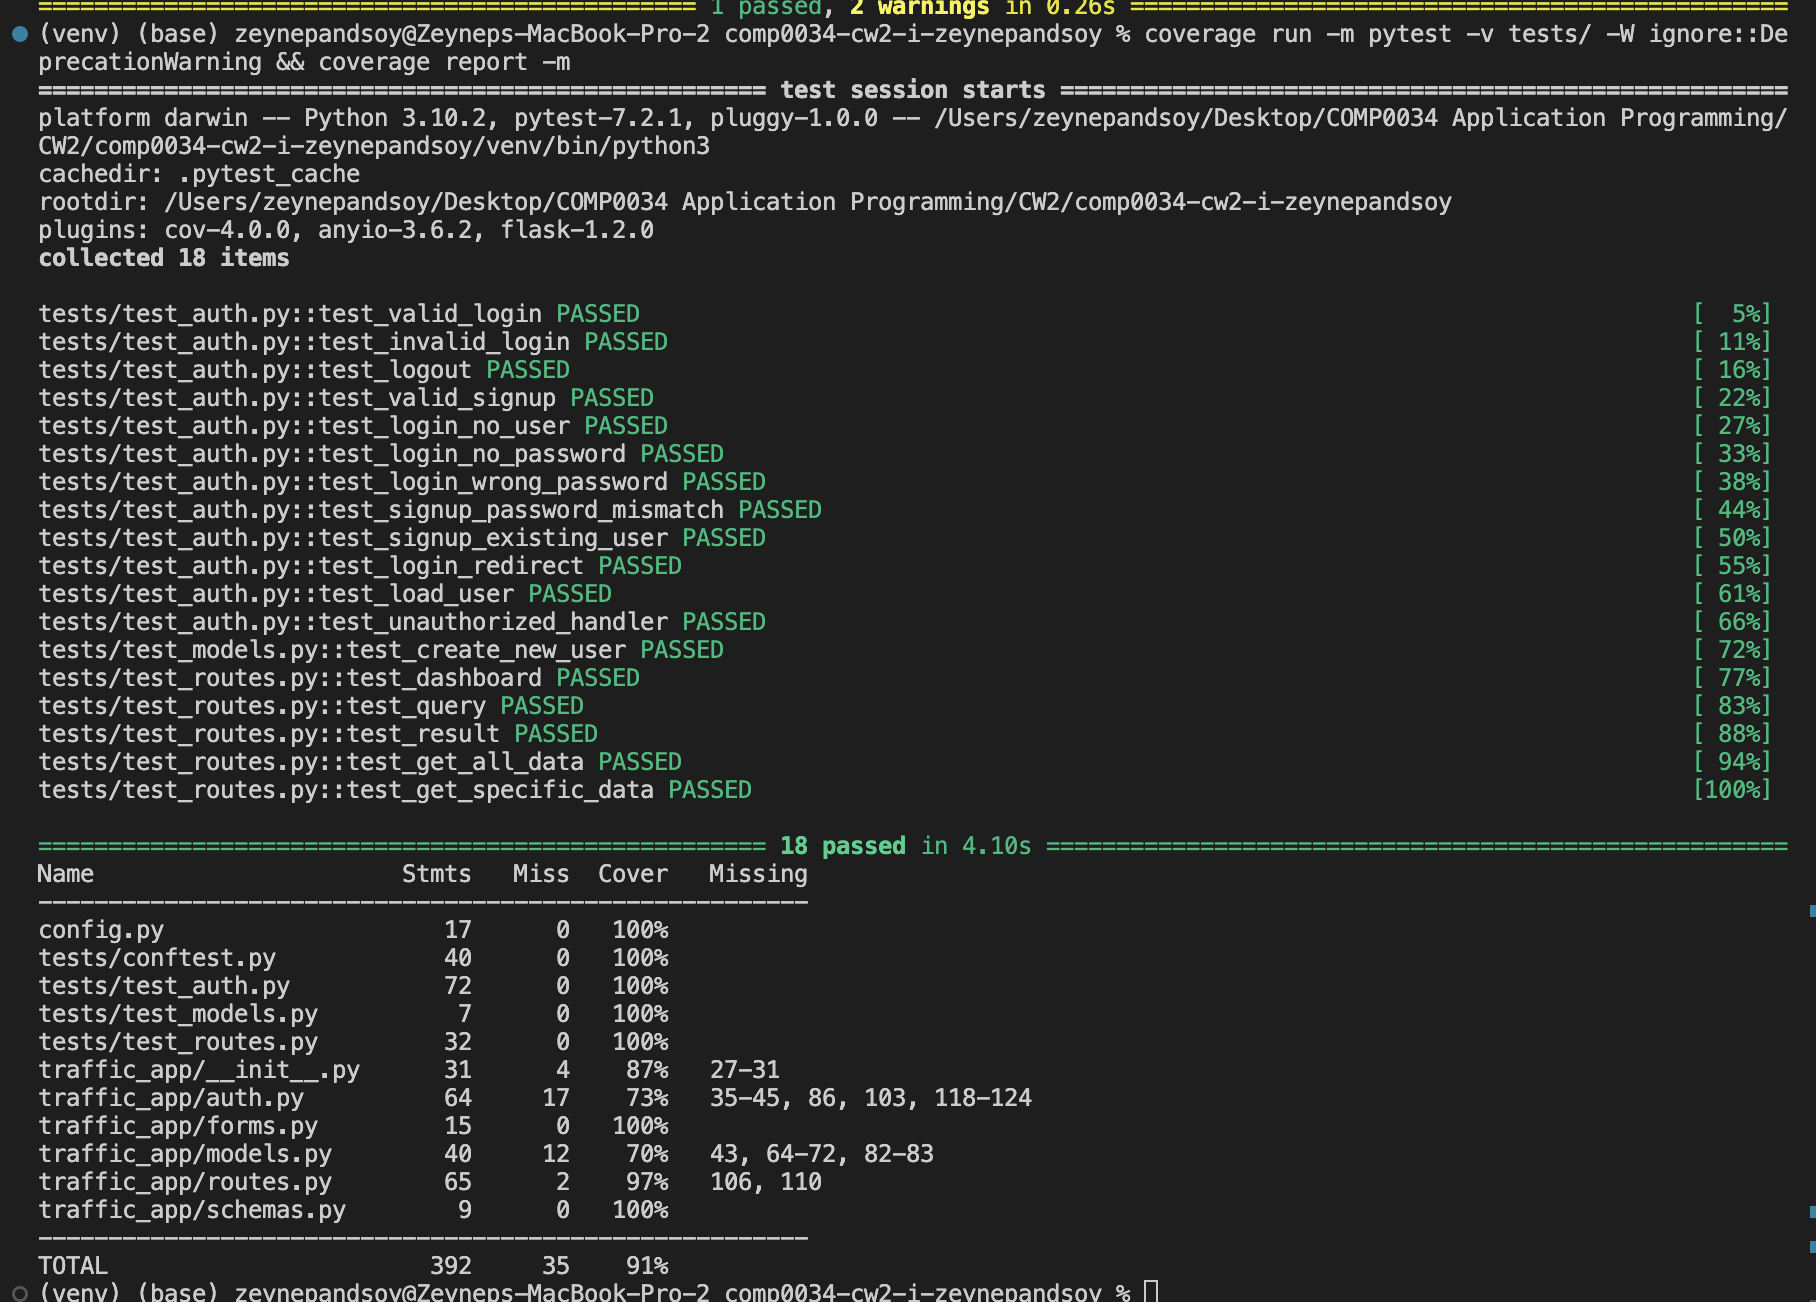 ================================================ 1 passed, 2 warnings in 0.26s ================================================
(venv) (base) zeynepandsoy@Zeyneps-MacBook-Pro-2 comp0034-cw2-i-zeynepandsoy % coverage run -m pytest -v tests/ -W ignore::De
precationWarning && coverage report -m
==================================================== test session starts ====================================================
platform darwin -- Python 3.10.2, pytest-7.2.1, pluggy-1.0.0 -- /Users/zeynepandsoy/Desktop/COMP0034 Application Programming/
CW2/comp0034-cw2-i-zeynepandsoy/venv/bin/python3
cachedir: .pytest_cache
rootdir: /Users/zeynepandsoy/Desktop/COMP0034 Application Programming/CW2/comp0034-cw2-i-zeynepandsoy
plugins: cov-4.0.0, anyio-3.6.2, flask-1.2.0
collected 18 items
tests/test_auth.py::test_valid_login PASSED [  5%]
tests/test_auth.py::test_invalid_login PASSED [ 11%]
tests/test_auth.py::test_logout PASSED [ 16%]
tests/test_auth.py::test_valid_signup PASSED [ 22%]
tests/test_auth.py::test_login_no_user PASSED [ 27%]
tests/test_auth.py::test_login_no_password PASSED [ 33%]
tests/test_auth.py::test_login_wrong_password PASSED [ 38%]
tests/test_auth.py::test_signup_password_mismatch PASSED [ 44%]
tests/test_auth.py::test_signup_existing_user PASSED [ 50%]
tests/test_auth.py::test_login_redirect PASSED [ 55%]
tests/test_auth.py::test_load_user PASSED [ 61%]
tests/test_auth.py::test_unauthorized_handler PASSED [ 66%]
tests/test_models.py::test_create_new_user PASSED [ 72%]
tests/test_routes.py::test_dashboard PASSED [ 77%]
tests/test_routes.py::test_query PASSED [ 83%]
tests/test_routes.py::test_result PASSED [ 88%]
tests/test_routes.py::test_get_all_data PASSED [ 94%]
tests/test_routes.py::test_get_specific_data PASSED [100%]
==================================================== 18 passed in 4.10s =====================================================
Name                      Stmts   Miss  Cover   Missing
-------------------------------------------------------
config.py                    17      0   100%
tests/conftest.py            40      0   100%
tests/test_auth.py           72      0   100%
tests/test_models.py          7      0   100%
tests/test_routes.py         32      0   100%
traffic_app/__init__.py      31      4    87%   27-31
traffic_app/auth.py          64     17    73%   35-45, 86, 103, 118-124
traffic_app/forms.py         15      0   100%
traffic_app/models.py        40     12    70%   43, 64-72, 82-83
traffic_app/routes.py        65      2    97%   106, 110
traffic_app/schemas.py        9      0   100%
-------------------------------------------------------
TOTAL                       392     35    91%
(venv) (base) zeynepandsoy@Zeyneps-MacBook-Pro-2 comp0034-cw2-i-zeynepandsoy %